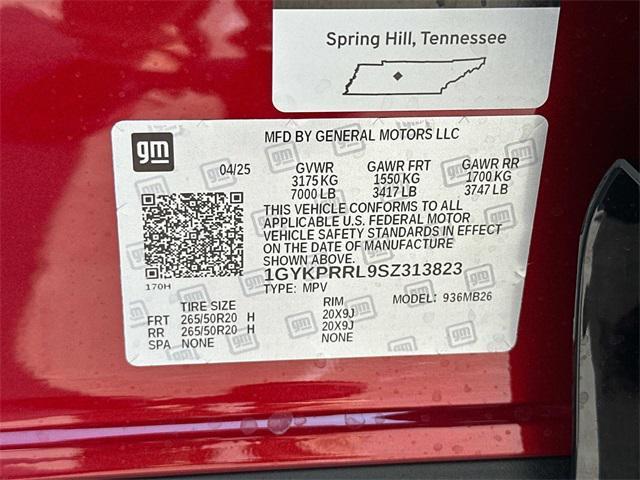 Spring Hill, Tennessee
gm
MFD BY GENERAL MOTORS LLC
04/25 GVWR GAWR FRT GAWR RR
3175 KG 1550 KG 1700 KG
7000 LB 3417 LB 3747 LB
THIS VEHICLE CONFORMS TO ALL
APPLICABLE U.S. FEDERAL MOTOR
VEHICLE SAFETY STANDARDS IN EFFECT
ON THE DATE OF MANUFACTURE
SHOWN ABOVE.
1GYKPRRL9SZ313823
170H TYPE: MPV MODEL: 936MB26
TIRE SIZE RIM
FRT 265/50R20 H 20X9J
RR 265/50R20 H 20X9J
SPA NONE NONE